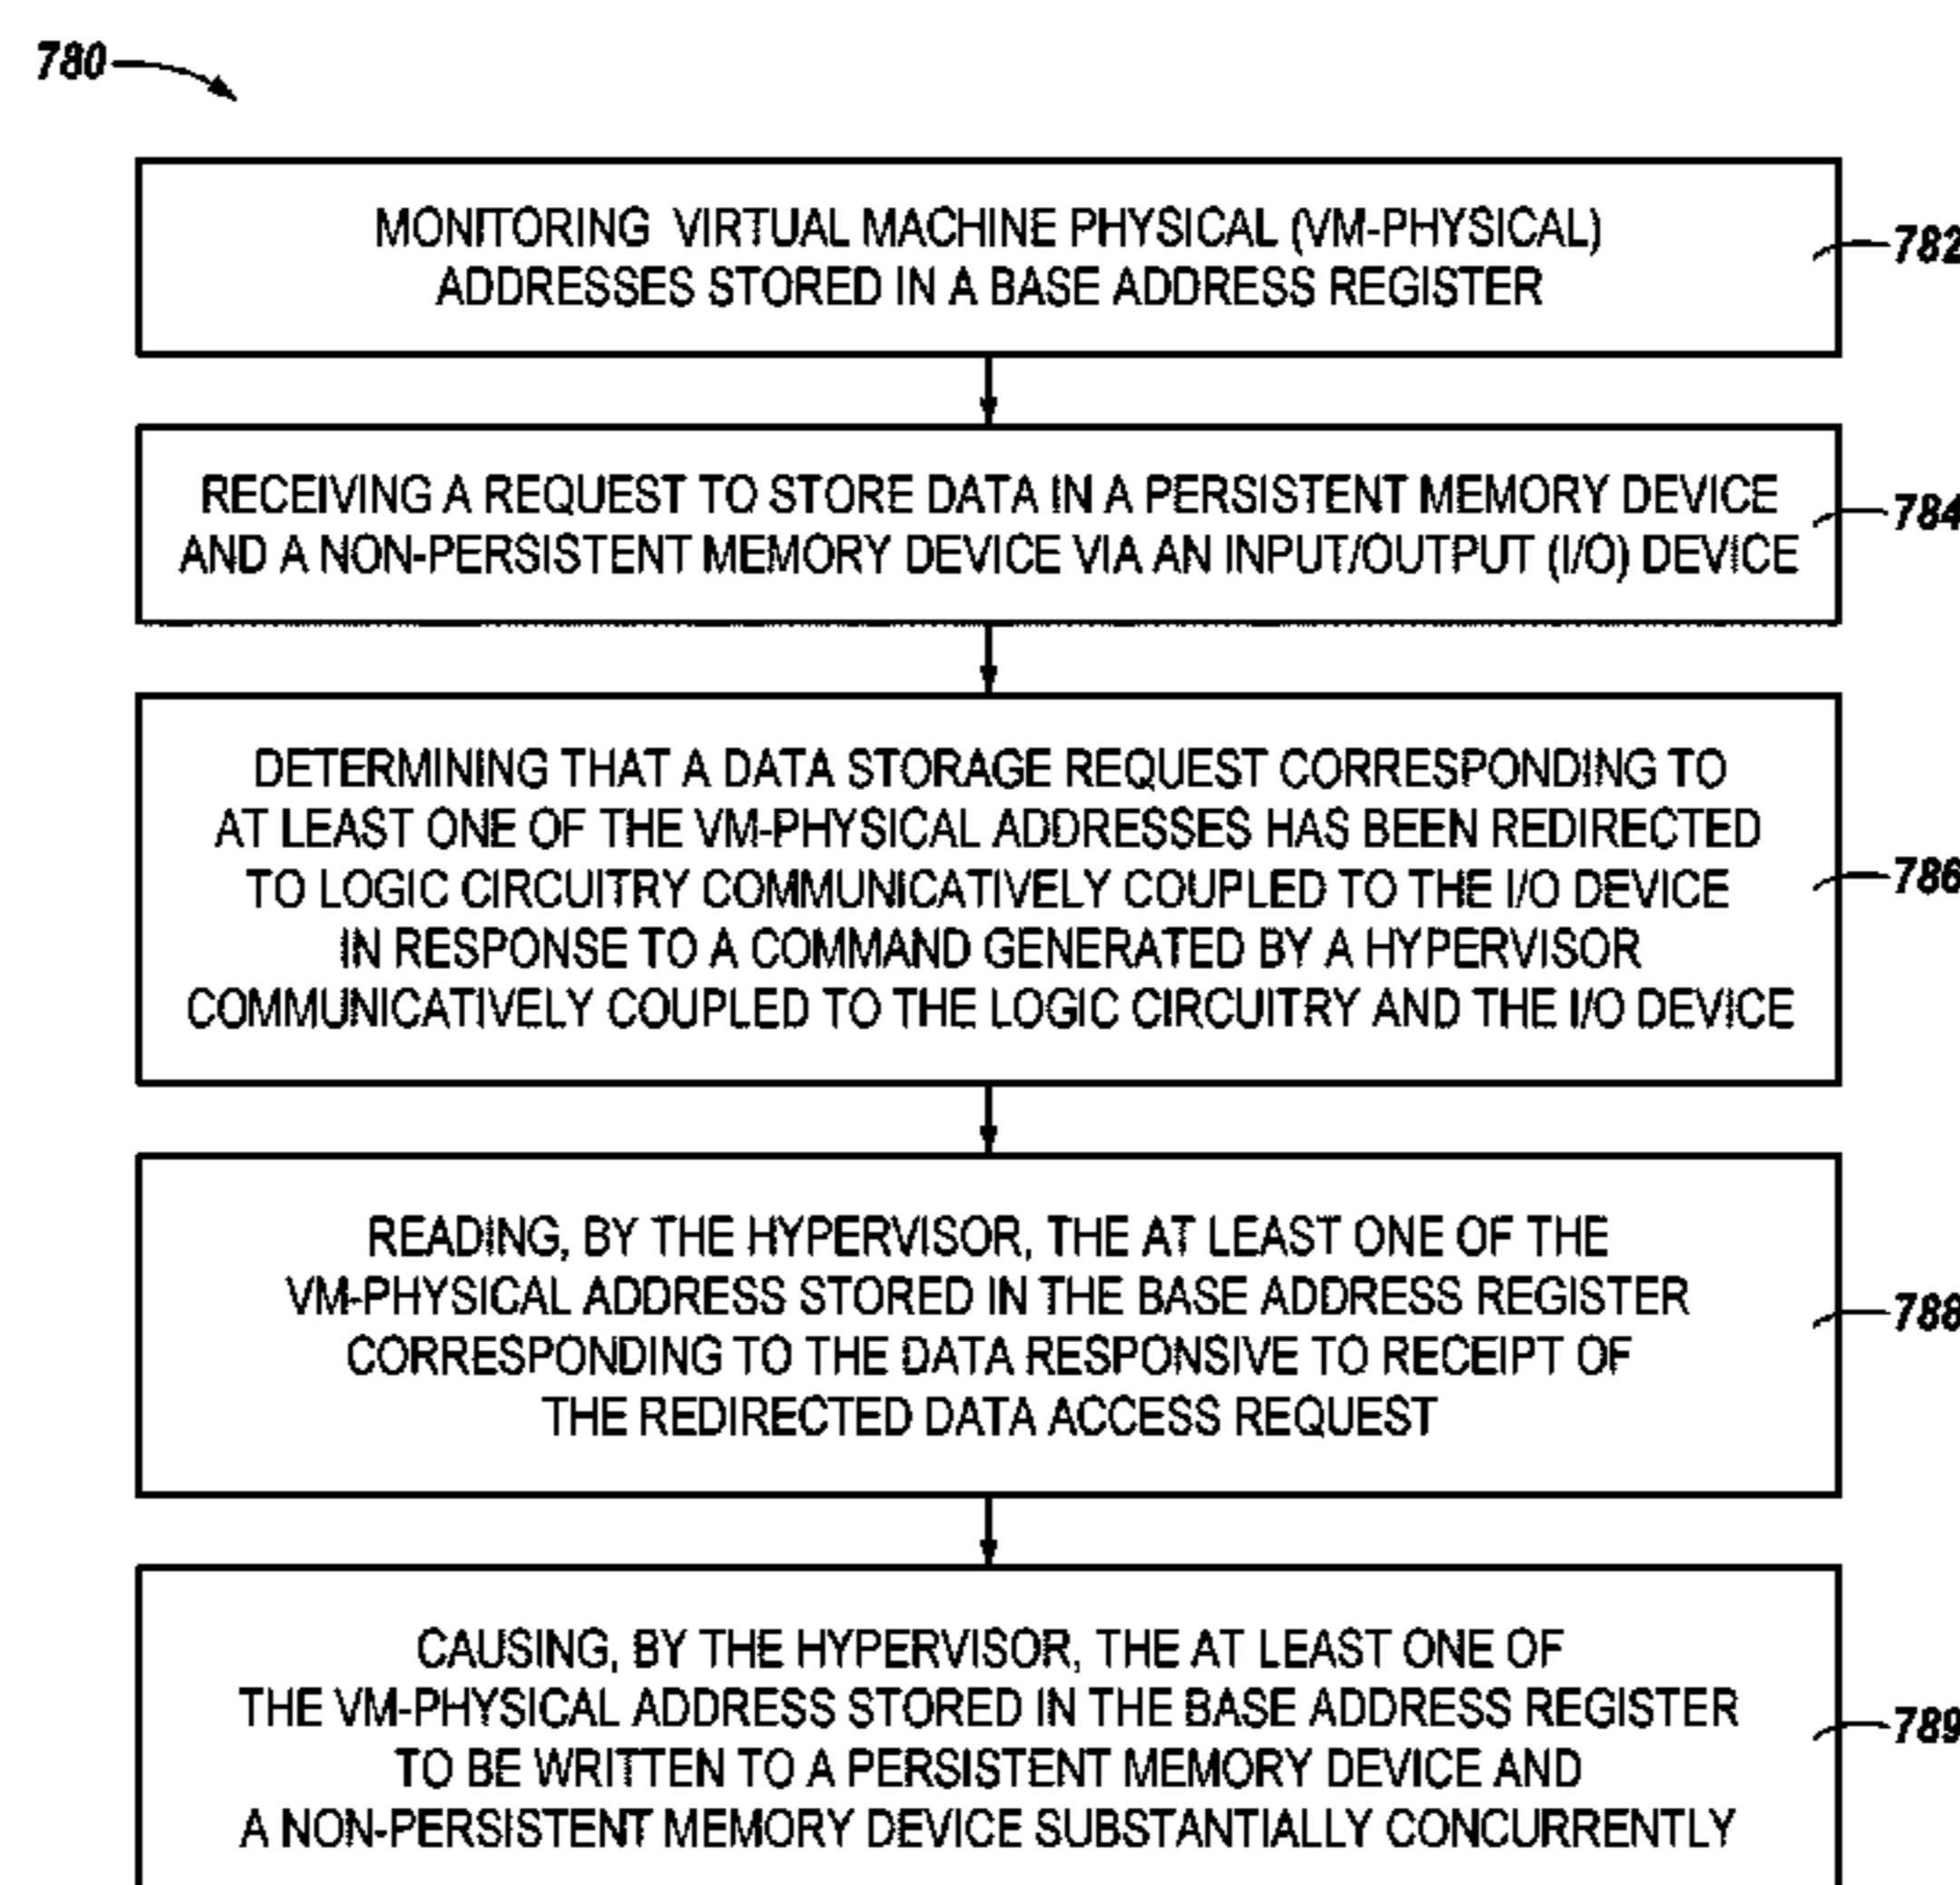 780
MONITORING VIRTUAL MACHINE PHYSICAL (VM-PHYSICAL)
ADDRESSES STORED IN A BASE ADDRESS REGISTER
782
RECEIVING A REQUEST TO STORE DATA IN A PERSISTENT MEMORY DEVICE
AND A NON-PERSISTENT MEMORY DEVICE VIA AN INPUT/OUTPUT (I/O) DEVICE
784
DETERMINING THAT A DATA STORAGE REQUEST CORRESPONDING TO
AT LEAST ONE OF THE VM-PHYSICAL ADDRESSES HAS BEEN REDIRECTED
TO LOGIC CIRCUITRY COMMUNICATIVELY COUPLED TO THE I/O DEVICE
IN RESPONSE TO A COMMAND GENERATED BY A HYPERVISOR
COMMUNICATIVELY COUPLED TO THE LOGIC CIRCUITRY AND THE I/O DEVICE
786
READING, BY THE HYPERVISOR, THE AT LEAST ONE OF THE
VM-PHYSICAL ADDRESS STORED IN THE BASE ADDRESS REGISTER
CORRESPONDING TO THE DATA RESPONSIVE TO RECEIPT OF
THE REDIRECTED DATA ACCESS REQUEST
788
CAUSING, BY THE HYPERVISOR, THE AT LEAST ONE OF
THE VM-PHYSICAL ADDRESS STORED IN THE BASE ADDRESS REGISTER
TO BE WRITTEN TO A PERSISTENT MEMORY DEVICE AND
A NON-PERSISTENT MEMORY DEVICE SUBSTANTIALLY CONCURRENTLY
789